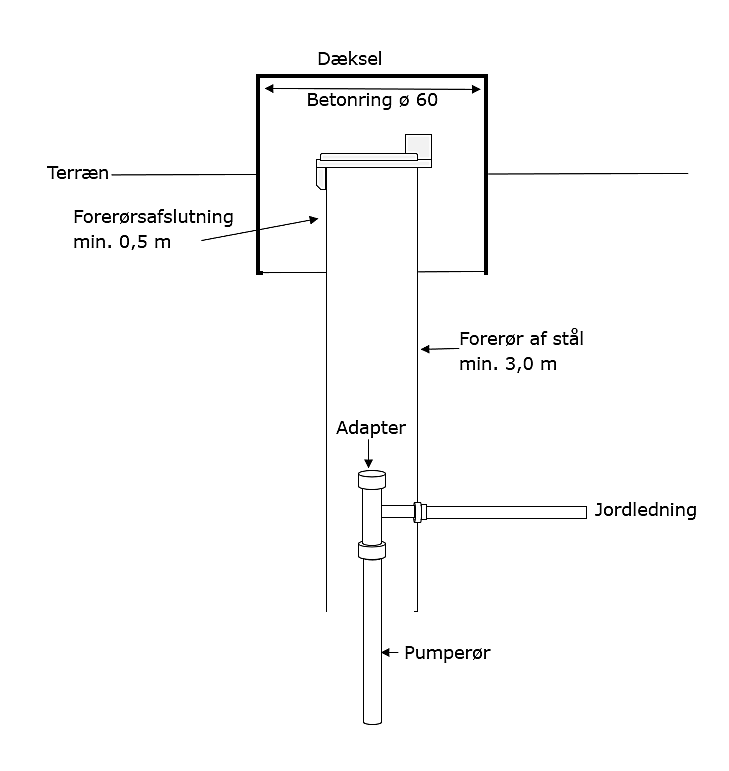 Dæksel
Betonring ø 60
Terræn
Forerørsafslutning
min. 0,5 m
Forerør af stål
min. 3,0 m
Adapter
Jordledning
Pumperør